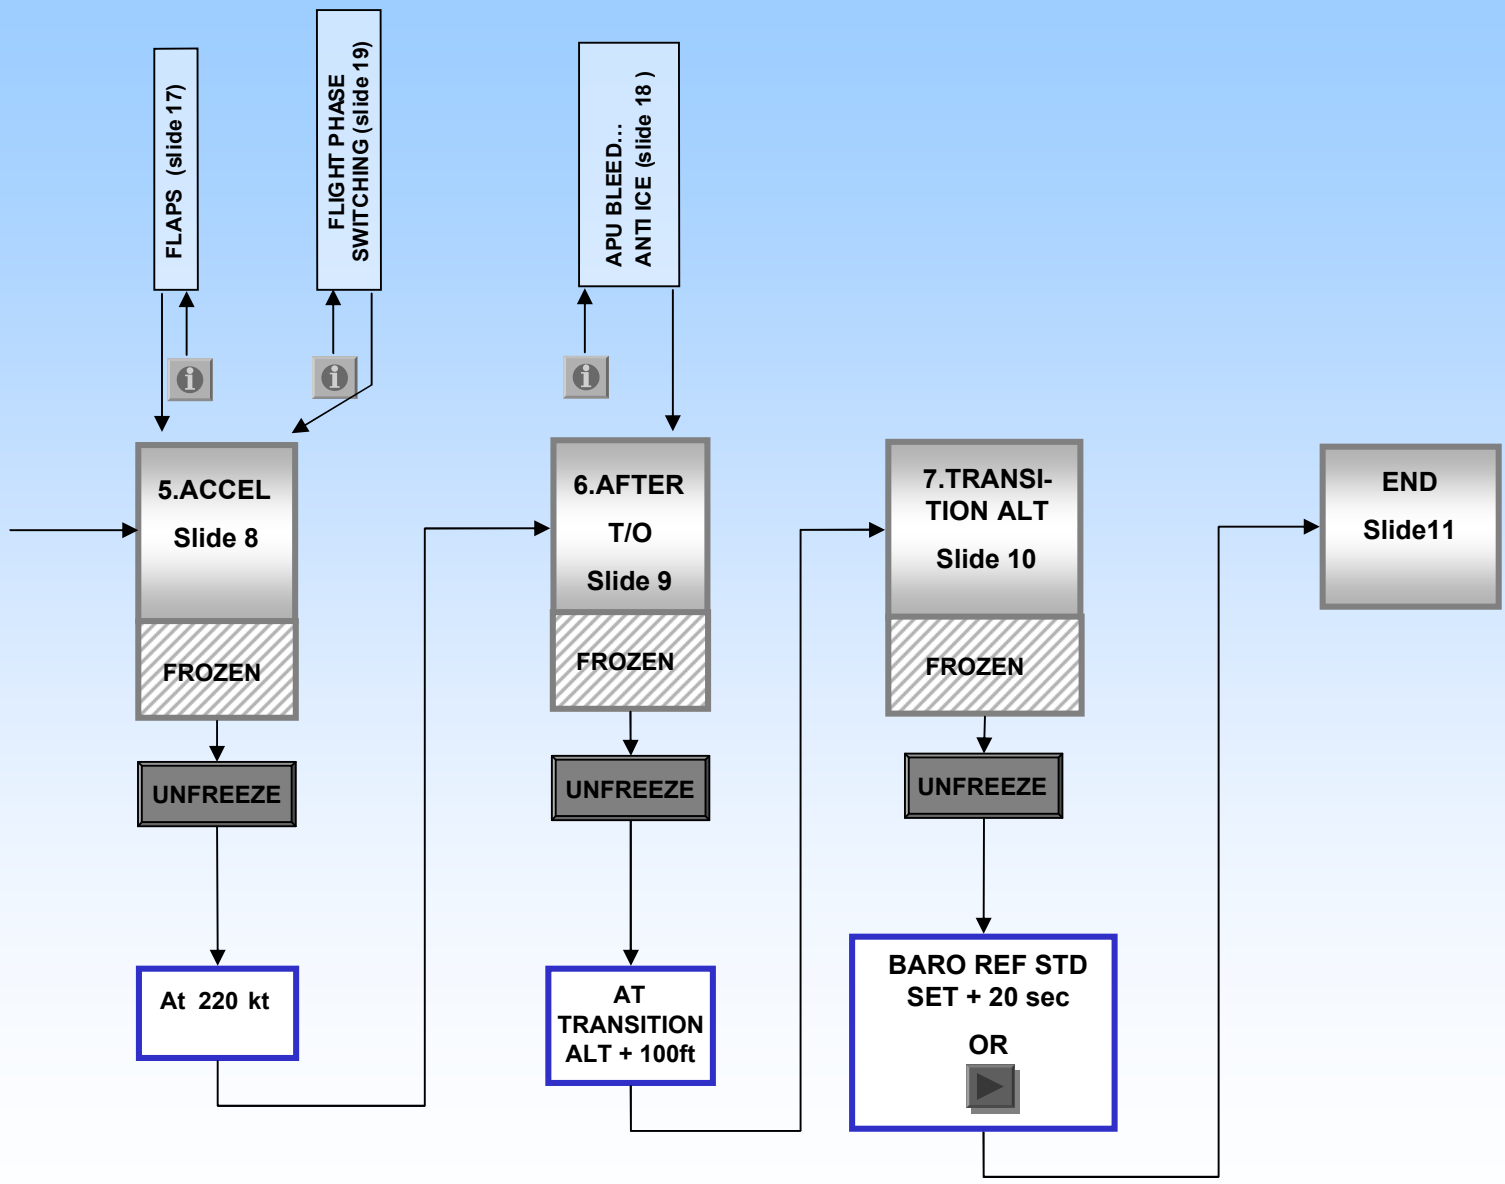 FLAPS (slide 17)
FLIGHT PHASE
SWITCHING (slide 19)
APU BLEED...
ANTI ICE (slide 18 )
5.ACCEL
Slide 8
FROZEN
UNFREEZE
At 220 kt
6.AFTER
T/O
Slide 9
FROZEN
UNFREEZE
AT
TRANSITION
ALT + 100ft
7.TRANSI-
TION ALT
Slide 10
FROZEN
UNFREEZE
BARO REF STD
SET + 20 sec
OR
END
Slide11